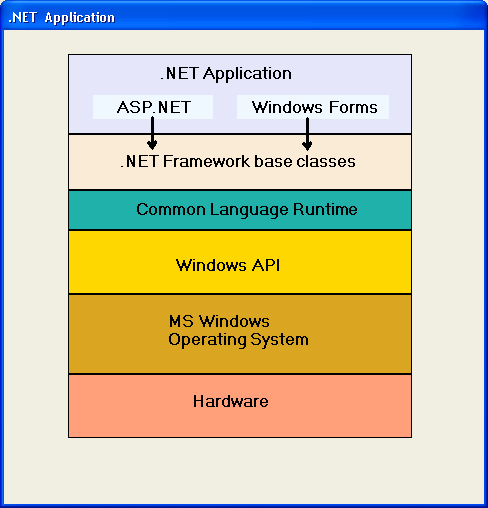 .NET Application
.NET Application
ASP.NET
Windows Forms
.NET Framework base classes
Common Language Runtime
Windows API
MS Windows
Operating System
Hardware